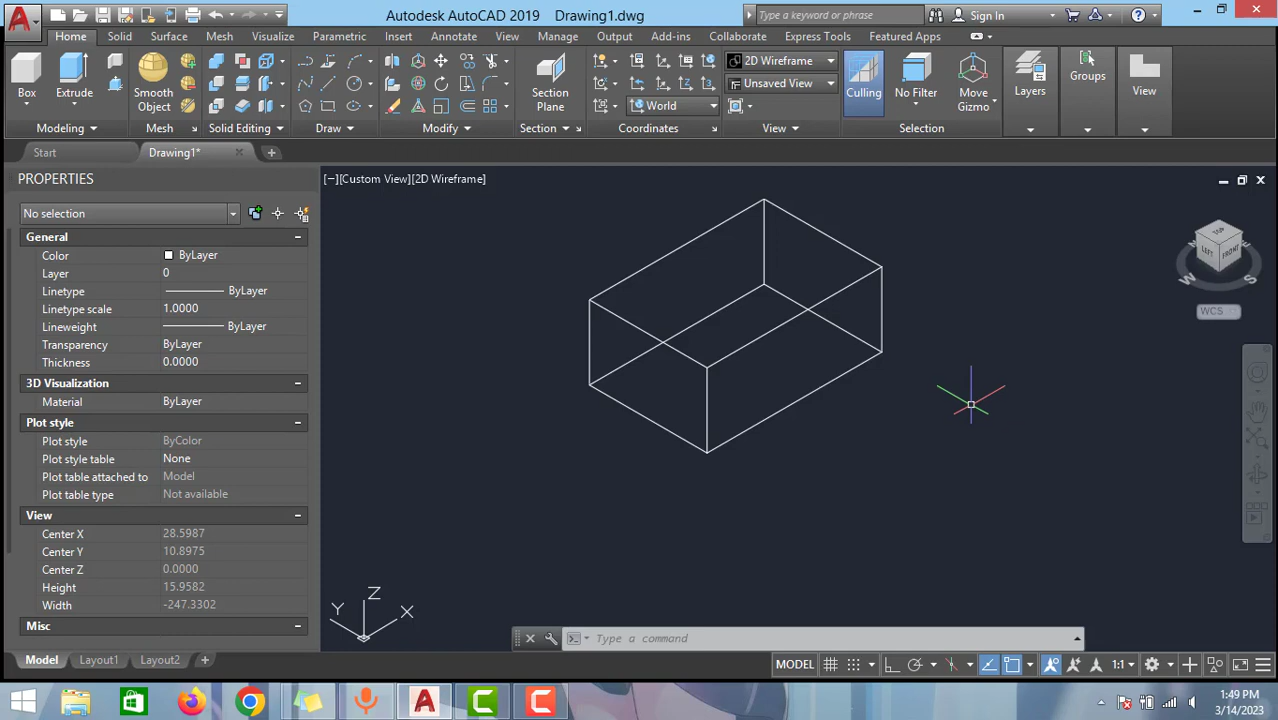 Autodesk AutoCAD 2019 Drawing1.dwg
Type a keyword or phrase
Sign In
Home Solid Surface Mesh Visualize Parametric Insert Annotate View Manage Output Add-ins Collaborate Express Tools Featured Apps
Box Extrude Smooth Object Section Plane World 2D Wireframe Unsaved View Culling No Filter Move Gizmo Layers Groups View
Modeling Mesh Solid Editing Draw Modify Section Coordinates View Selection
Start Drawing1*
PROPERTIES
[−][Custom View][2D Wireframe]
No selection
General
Color ByLayer
Layer 0
Linetype ByLayer
Linetype scale 1.0000
Lineweight ByLayer
Transparency ByLayer
Thickness 0.0000
3D Visualization
Material ByLayer
Plot style
Plot style ByColor
Plot style table None
Plot table attached to Model
Plot table type Not available
View
Center X 28.5987
Center Y 10.8975
Center Z 0.0000
Height 15.9582
Width -247.3302
Misc
TOP
LEFT FRONT
W S
WCS
Z
Y X
Type a command
Model Layout1 Layout2
MODEL 1:1
1:49 PM
3/14/2023